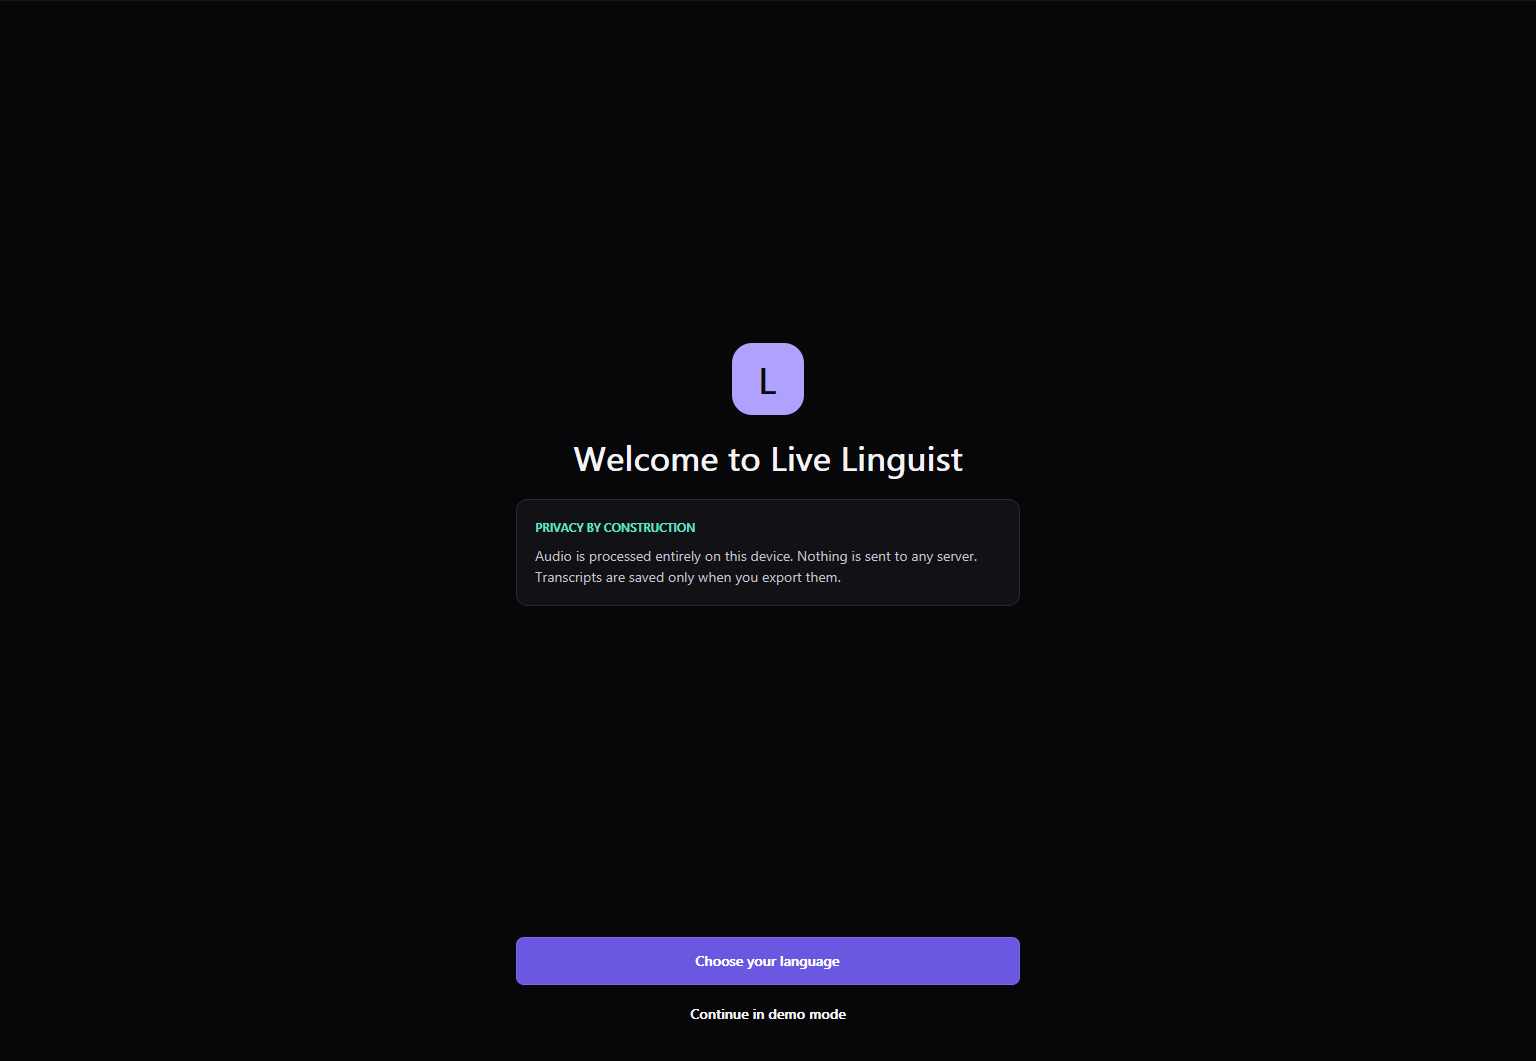 L
Welcome to Live Linguist
PRIVACY BY CONSTRUCTION
Audio is processed entirely on this device. Nothing is sent to any server.
Transcripts are saved only when you export them.
Choose your language
Continue in demo mode